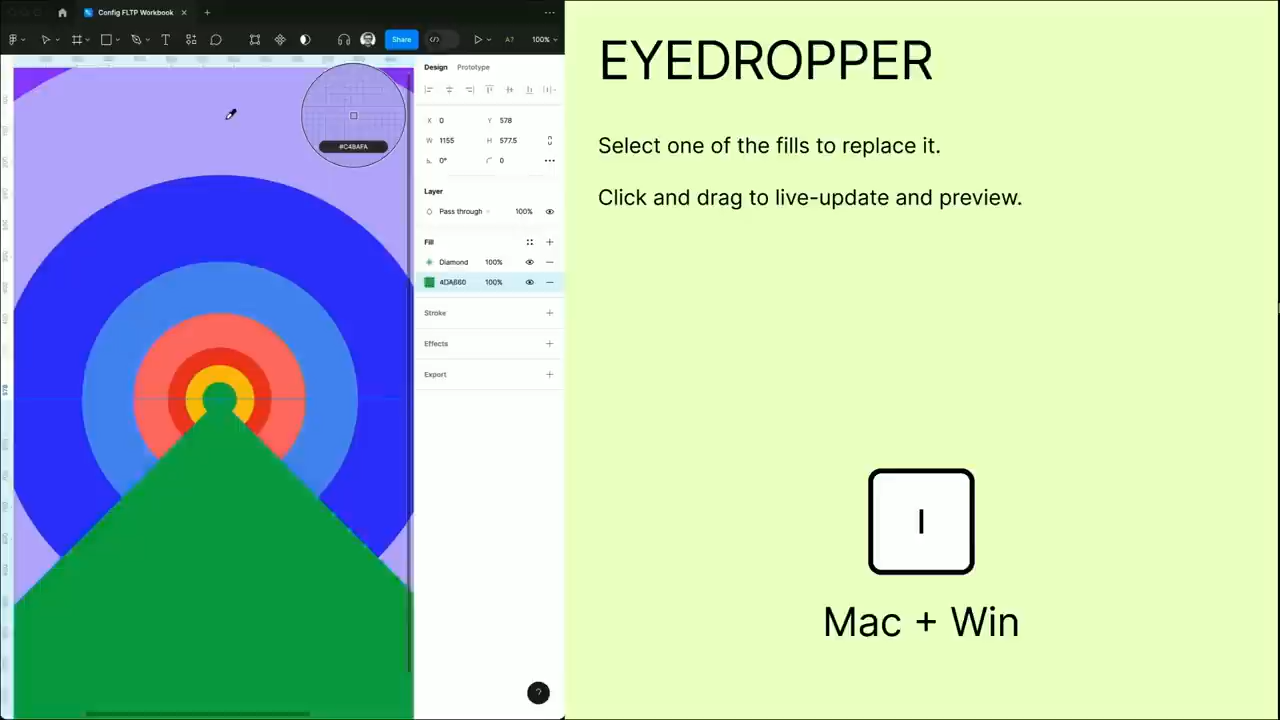 Config FLTP Workbook
Share
A?
100%
Design Prototype
X 0 Y 578
W 1155 H 577.5
0° 0
Layer
Pass through 100%
Fill
Diamond 100%
4DAB60 100%
Stroke
Effects
Export
#C4BAFA
578
?
EYEDROPPER
Select one of the fills to replace it.
Click and drag to live-update and preview.
I
Mac + Win